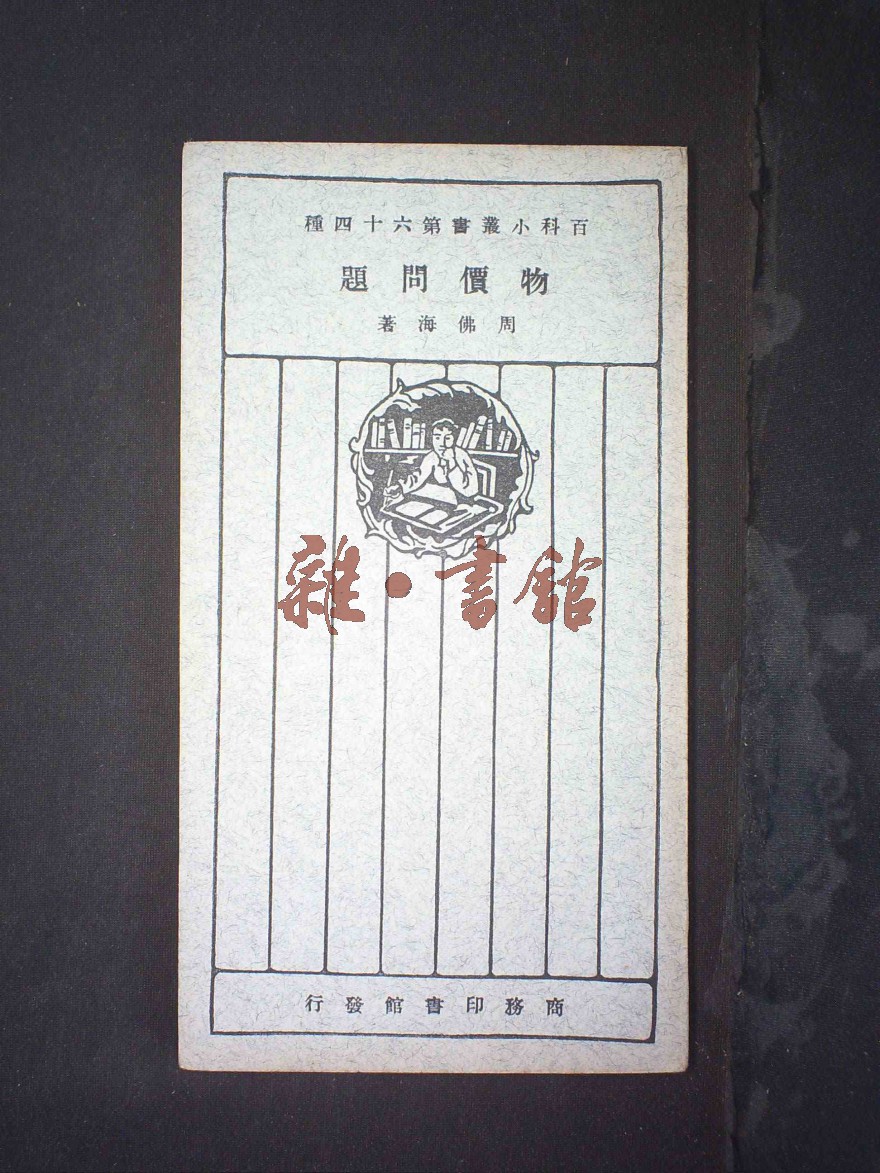 百科小叢書第六十四種
物價問題
周佛海著
雜·書館
商務印書館發行